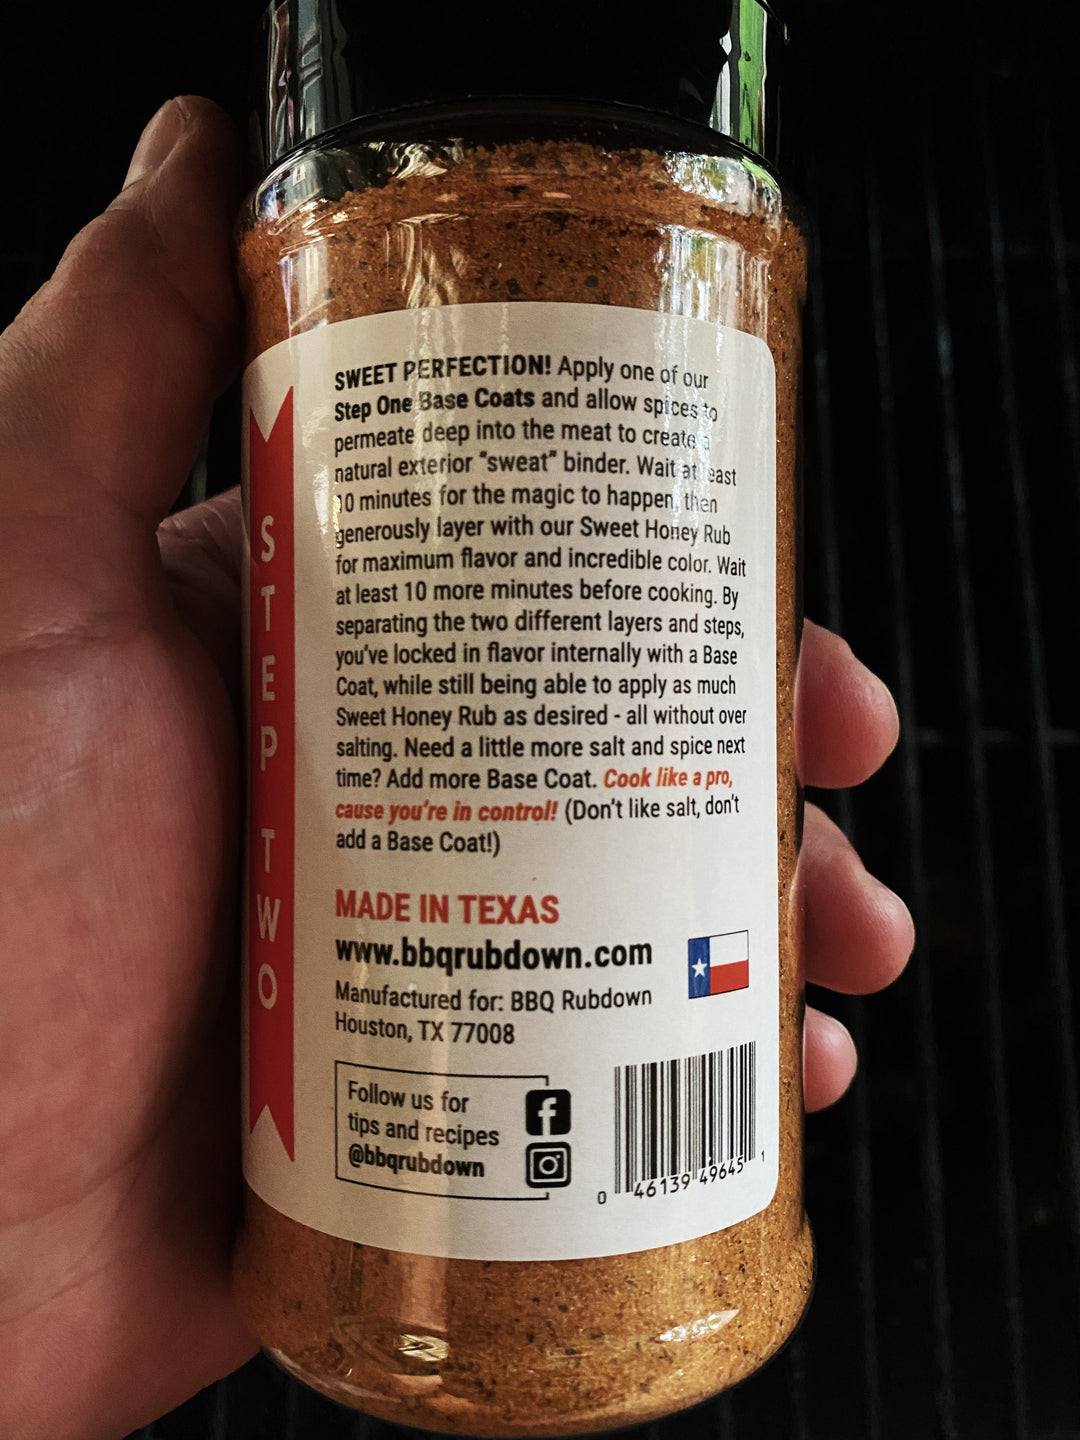 SWEET PERFECTION! Apply one of our
Step One Base Coats and allow spices to
permeate deep into the meat to create a
natural exterior "sweat" binder. Wait at least
10 minutes for the magic to happen, then
generously layer with our Sweet Honey Rub
for maximum flavor and incredible color. Wait
at least 10 more minutes before cooking. By
separating the two different layers and steps,
you've locked in flavor internally with a Base
Coat, while still being able to apply as much
Sweet Honey Rub as desired - all without over
salting. Need a little more salt and spice next
time? Add more Base Coat. Cook like a pro,
cause you're in control! (Don't like salt, don't
add a Base Coat!)
STEP TWO
MADE IN TEXAS
www.bbqrubdown.com
Manufactured for: BBQ Rubdown
Houston, TX 77008
Follow us for
tips and recipes
@bbqrubdown
0 46139 49645 1